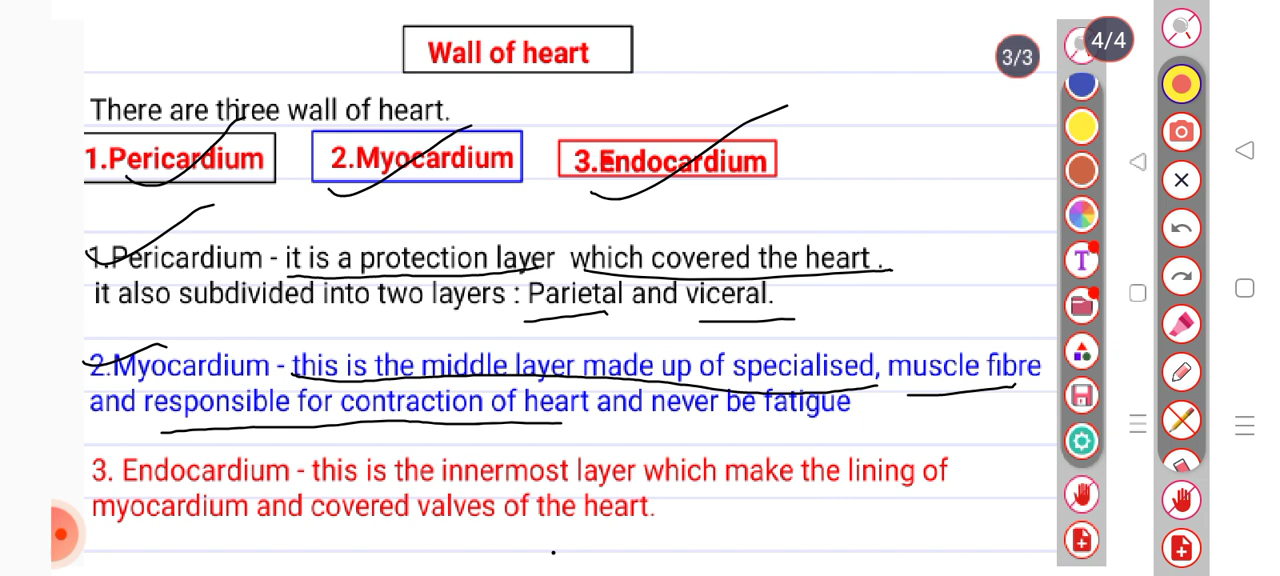 Wall of heart
3/3
4/4
There are three wall of heart.
1.Pericardium 2.Myocardium 3.Endocardium
1.Pericardium - it is a protection layer which covered the heart .
it also subdivided into two layers : Parietal and viceral.
2.Myocardium - this is the middle layer made up of specialised, muscle fibre
and responsible for contraction of heart and never be fatigue
3. Endocardium - this is the innermost layer which make the lining of
myocardium and covered valves of the heart.
T